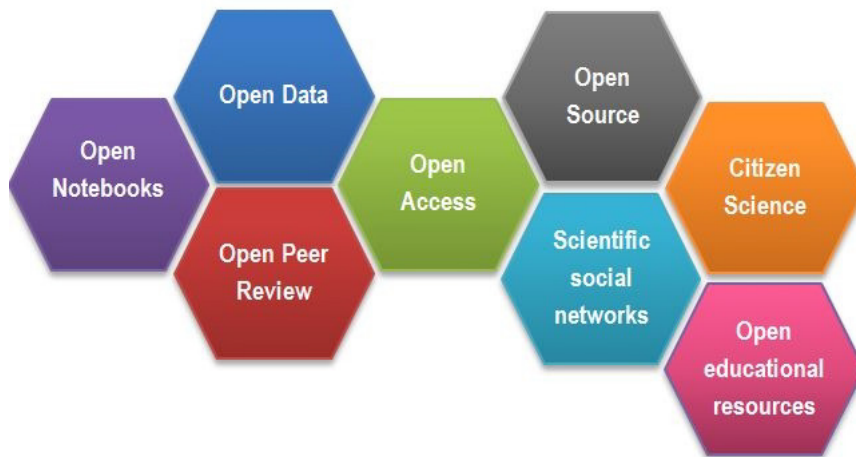 Open
Notebooks
Open Data
Open Peer
Review
Open
Access
Open
Source
Scientific
social
networks
Citizen
Science
Open
educational
resources